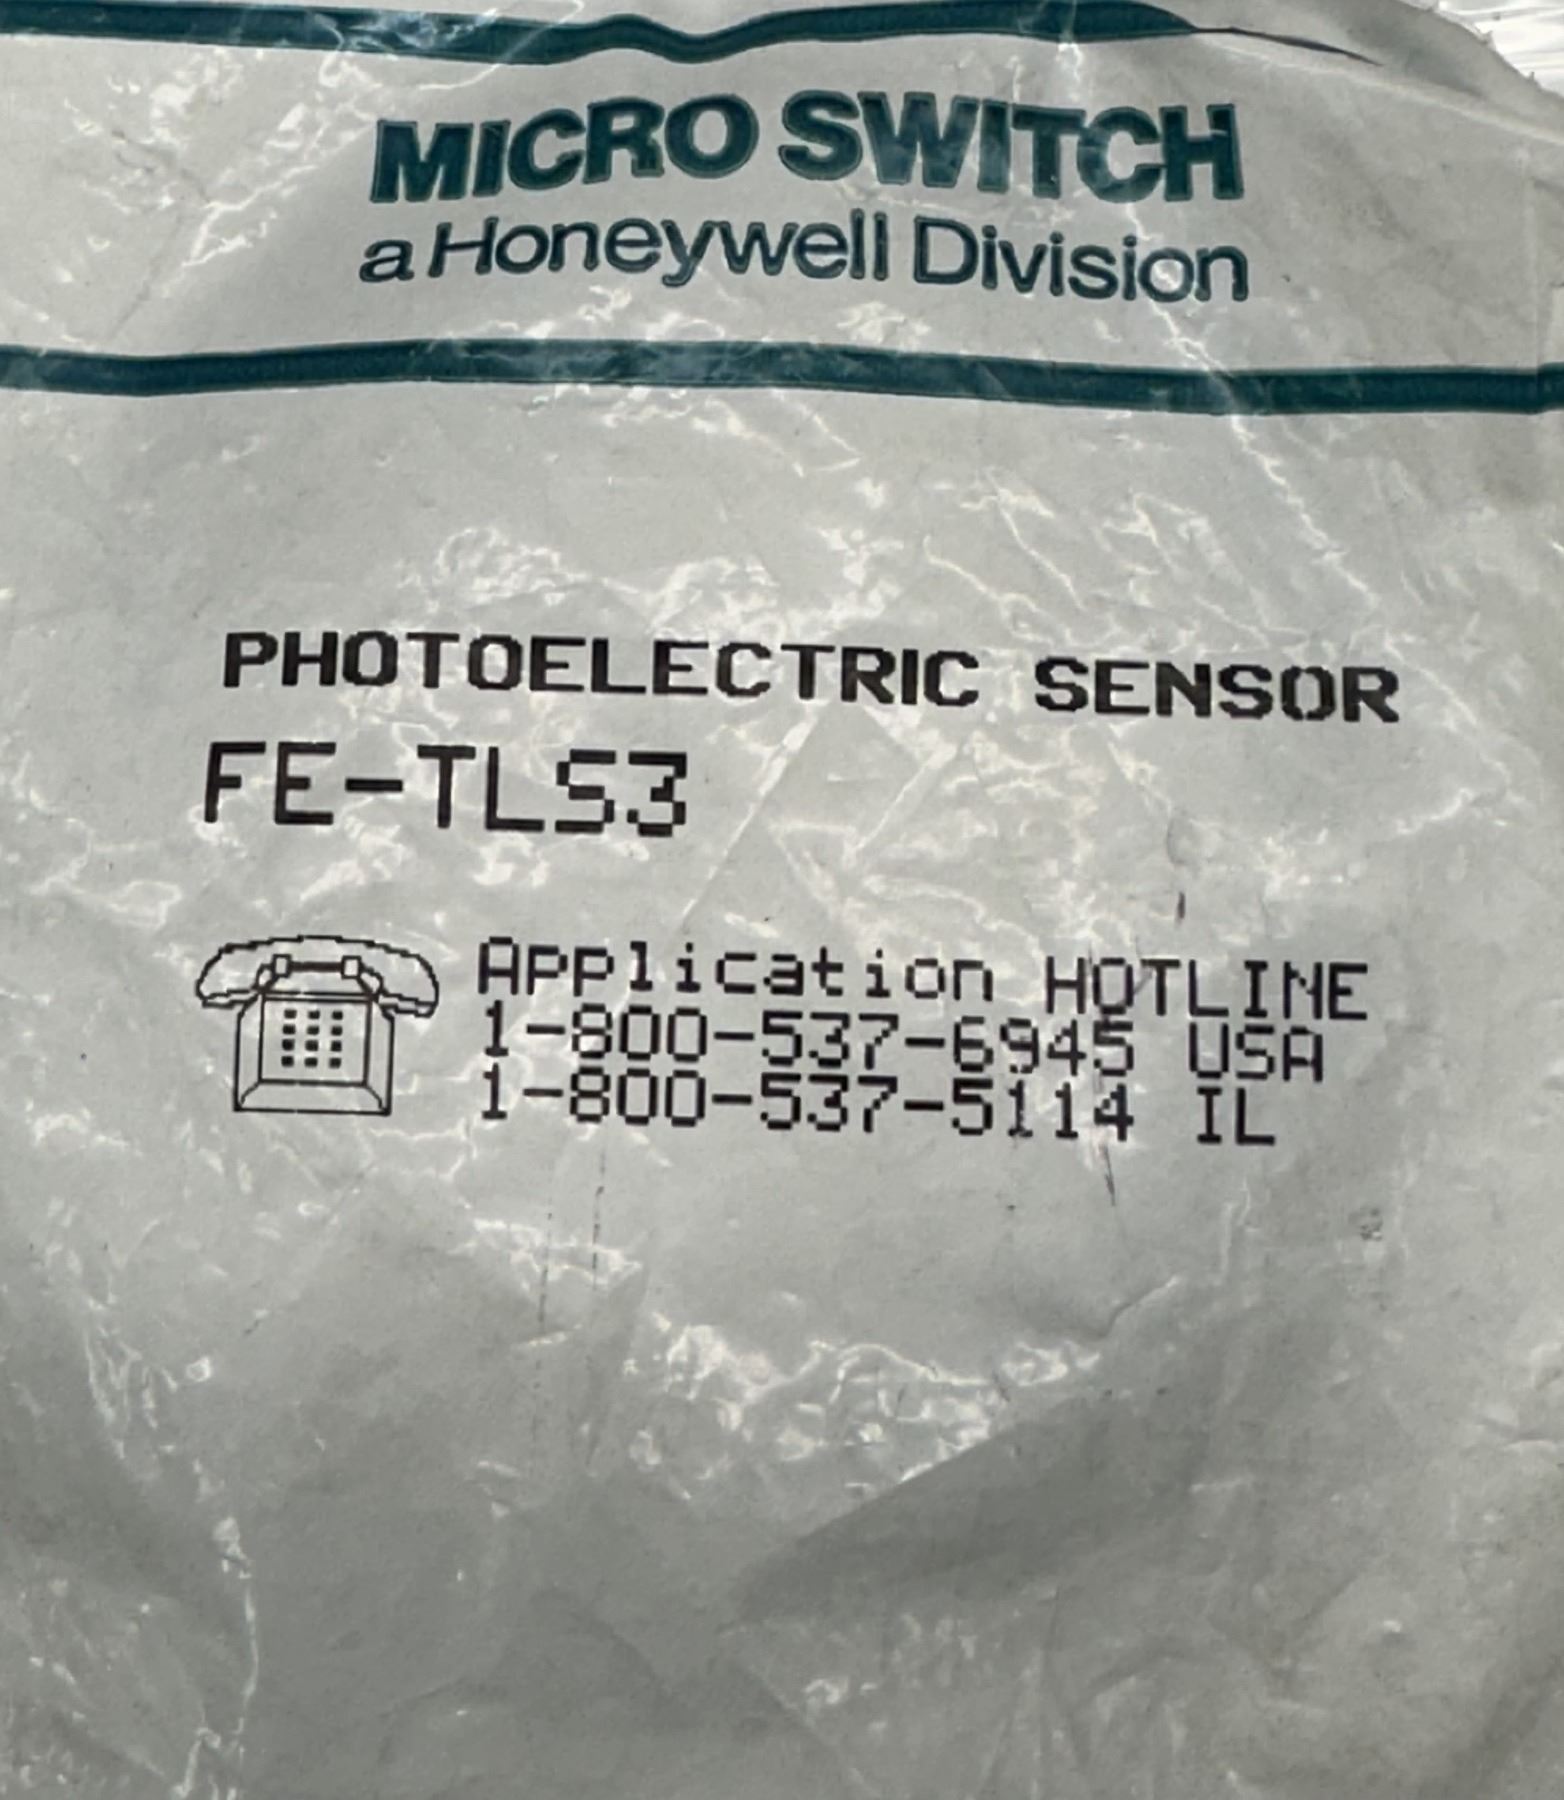 MICRO SWITCH
a Honeywell Division
PHOTOELECTRIC SENSOR
FE-TLS3
Application HOTLINE
1-800-537-6945 USA
1-800-537-5114 IL